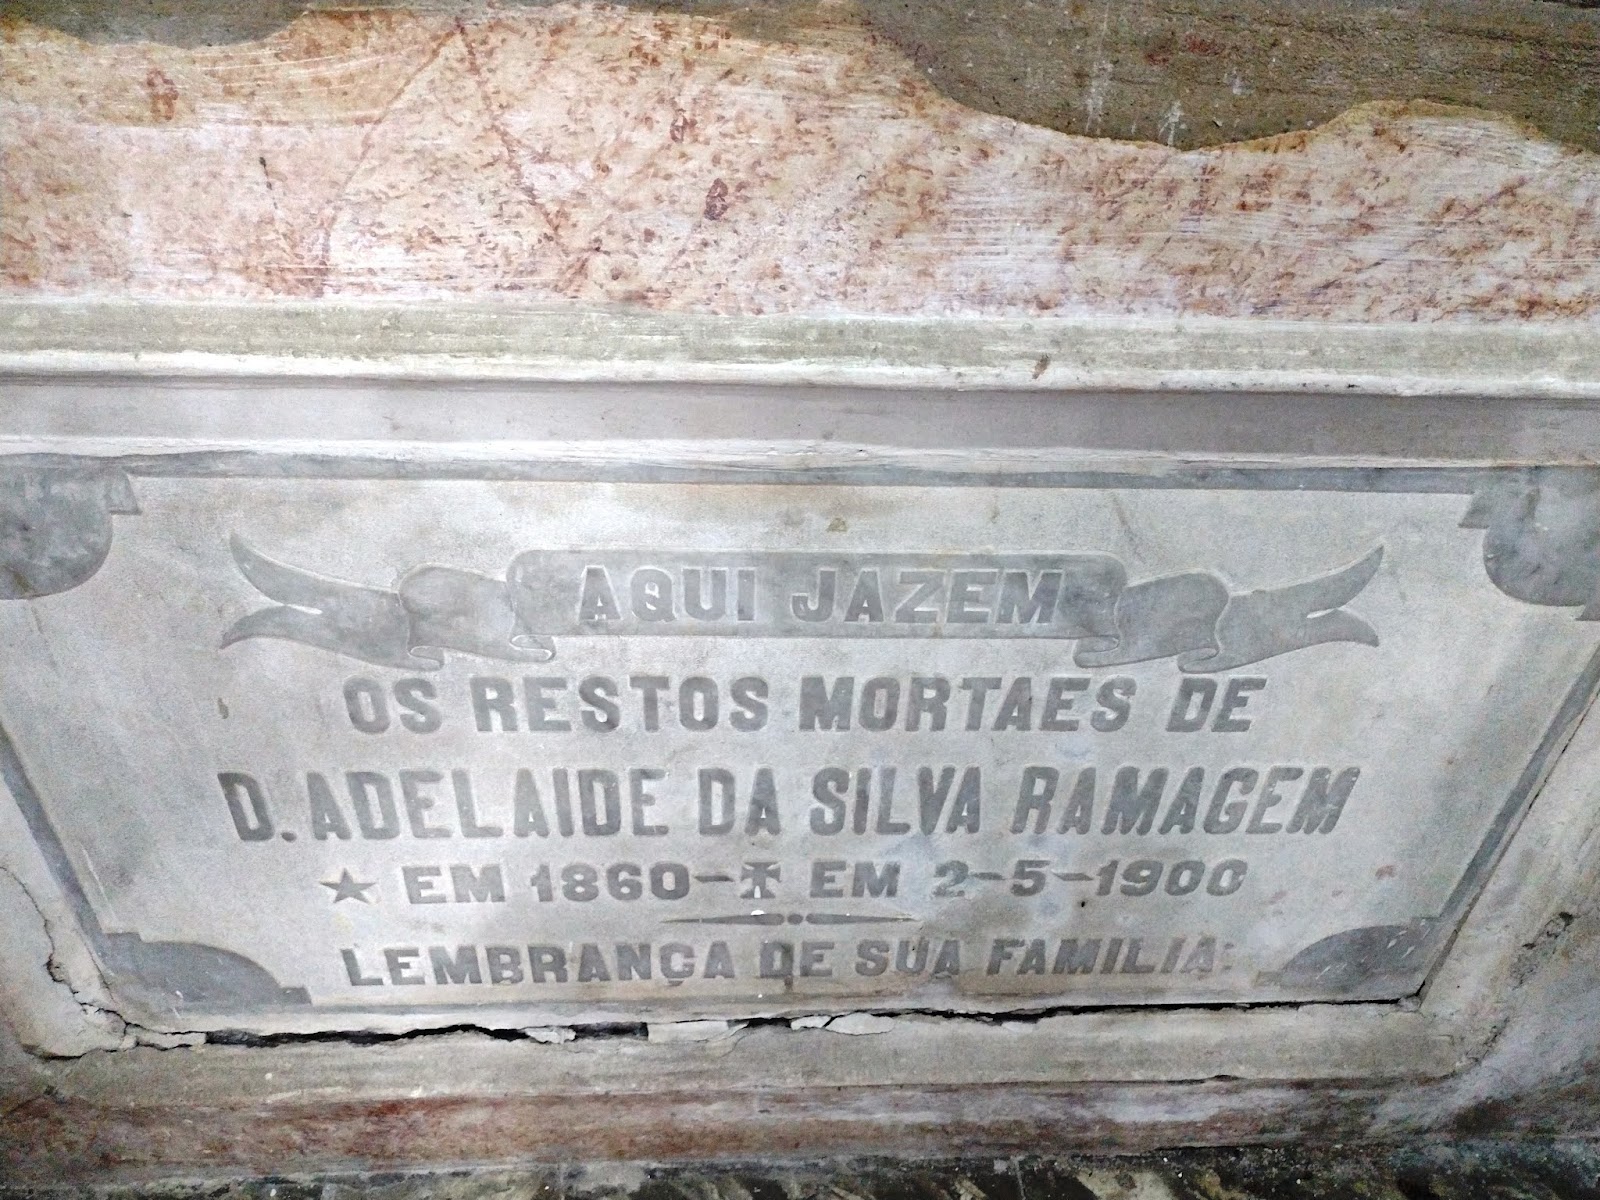 AQUI JAZEM
OS RESTOS MORTAES DE
D. ADELAIDE DA SILVA RAMAGEM
★ EM 1860-✠ EM 2-5-1900
LEMBRANÇA DE SUA FAMILIA.